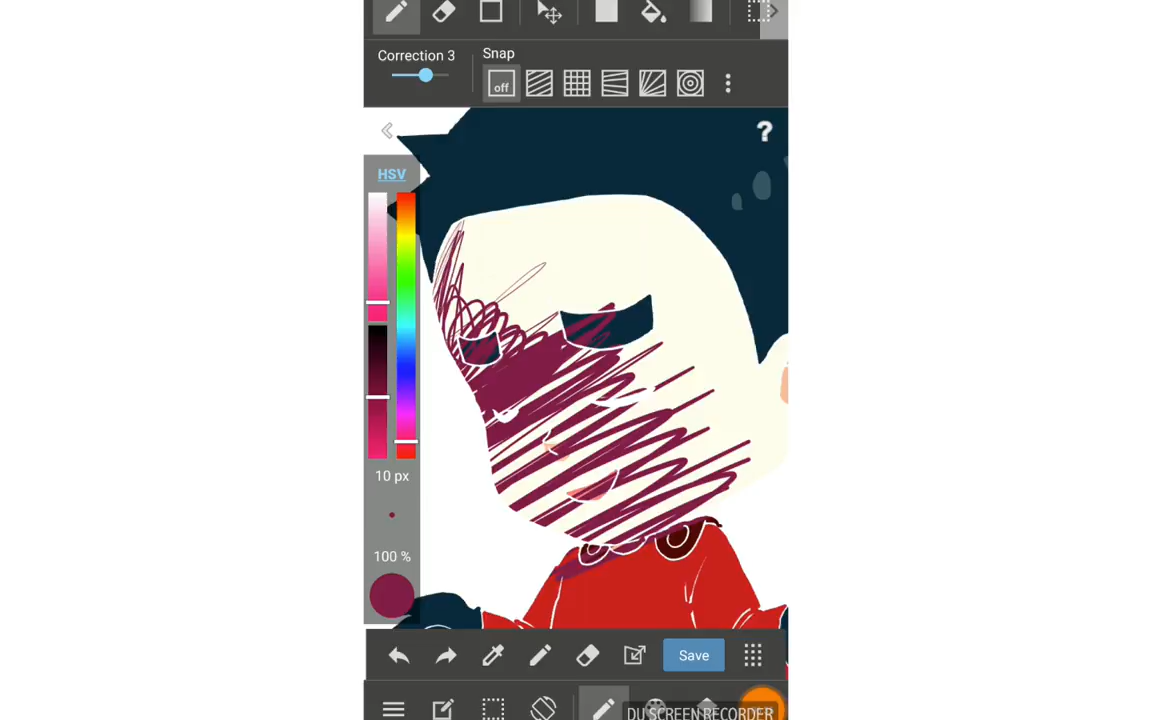 Correction 3
Snap
off
?
HSV
10 px
100 %
Save
DU SCREEN RECORDER